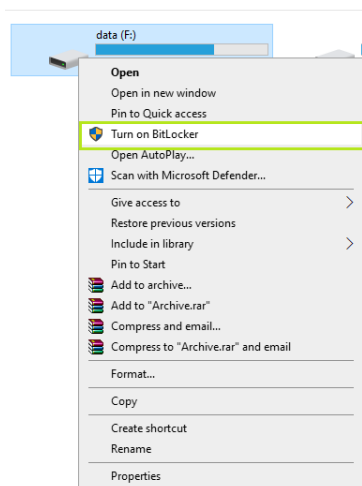 data (F:)
Open
Open in new window
Pin to Quick access
Turn on BitLocker
Open AutoPlay...
Scan with Microsoft Defender...
Give access to
Restore previous versions
Include in library
Pin to Start
Add to archive...
Add to "Archive.rar"
Compress and email...
Compress to "Archive.rar" and email
Format...
Copy
Create shortcut
Rename
Properties